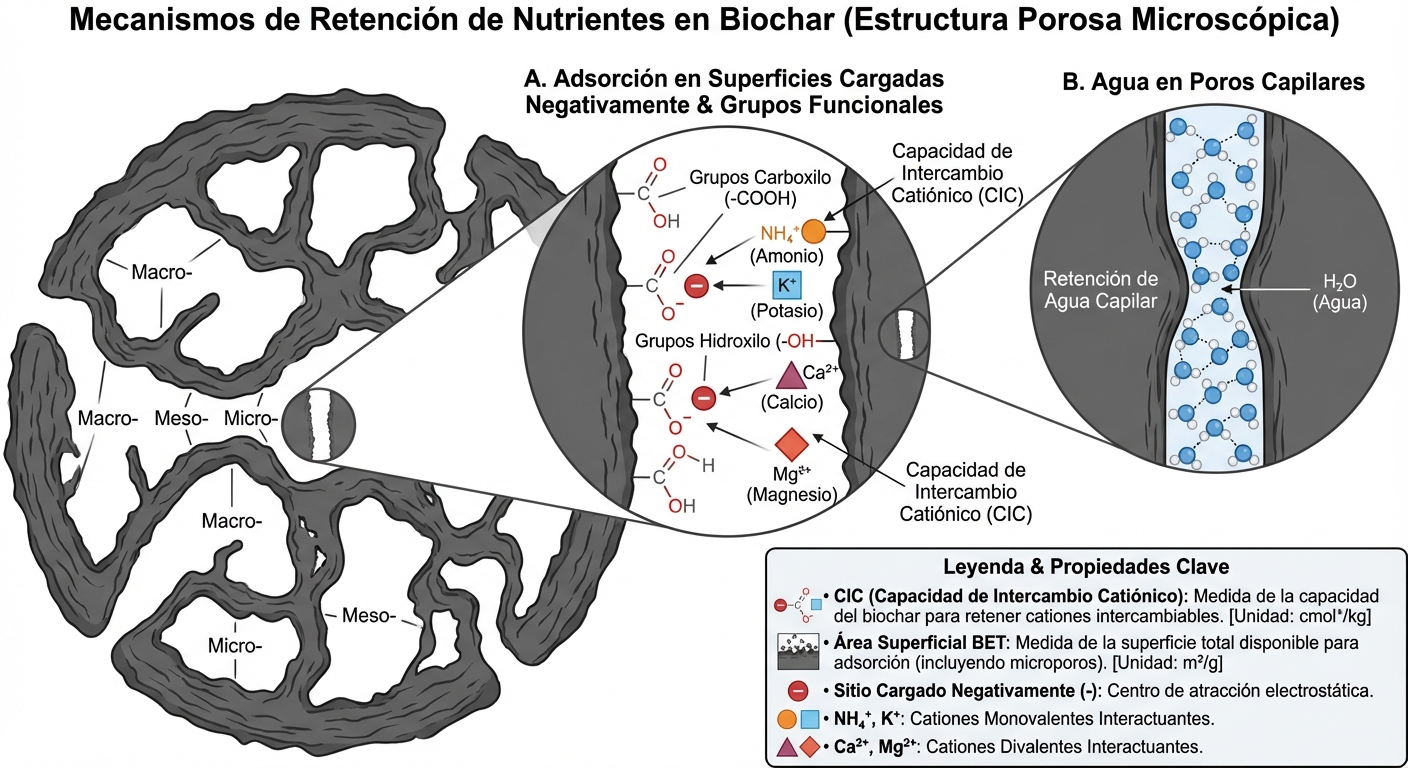 Mecanismos de Retención de Nutrientes en Biochar (Estructura Porosa Microscópica)
A. Adsorción en Superficies Cargadas
Negativamente & Grupos Funcionales
B. Agua en Poros Capilares
Macro-
Macro-
Meso-
Micro-
Macro-
Meso-
Micro-
O
C
OH
Grupos Carboxilo
(-COOH)
Capacidad de
Intercambio
Catiónico (CIC)
NH₄⁺
(Amonio)
O
C
O⁻
−
K⁺
(Potasio)
Grupos Hidroxilo (-OH
O
C
O⁻
−
Ca²⁺
(Calcio)
O
H
C
OH
(Magnesio)
Capacidad de
Intercambio
Catiónico (CIC)
Retención de
Agua Capilar
H₂O
(Agua)
Leyenda & Propiedades Clave
• CIC (Capacidad de Intercambio Catiónico): Medida de la capacidad
del biochar para retener cationes intercambiables. [Unidad: cmol⁺/kg]
• Área Superficial BET: Medida de la superficie total disponible para
adsorción (incluyendo microporos). [Unidad: m²/g]
• Sitio Cargado Negativamente (-): Centro de atracción electrostática.
• NH₄⁺, K⁺: Cationes Monovalentes Interactuantes.
• Ca²⁺, Mg²⁺: Cationes Divalentes Interactuantes.